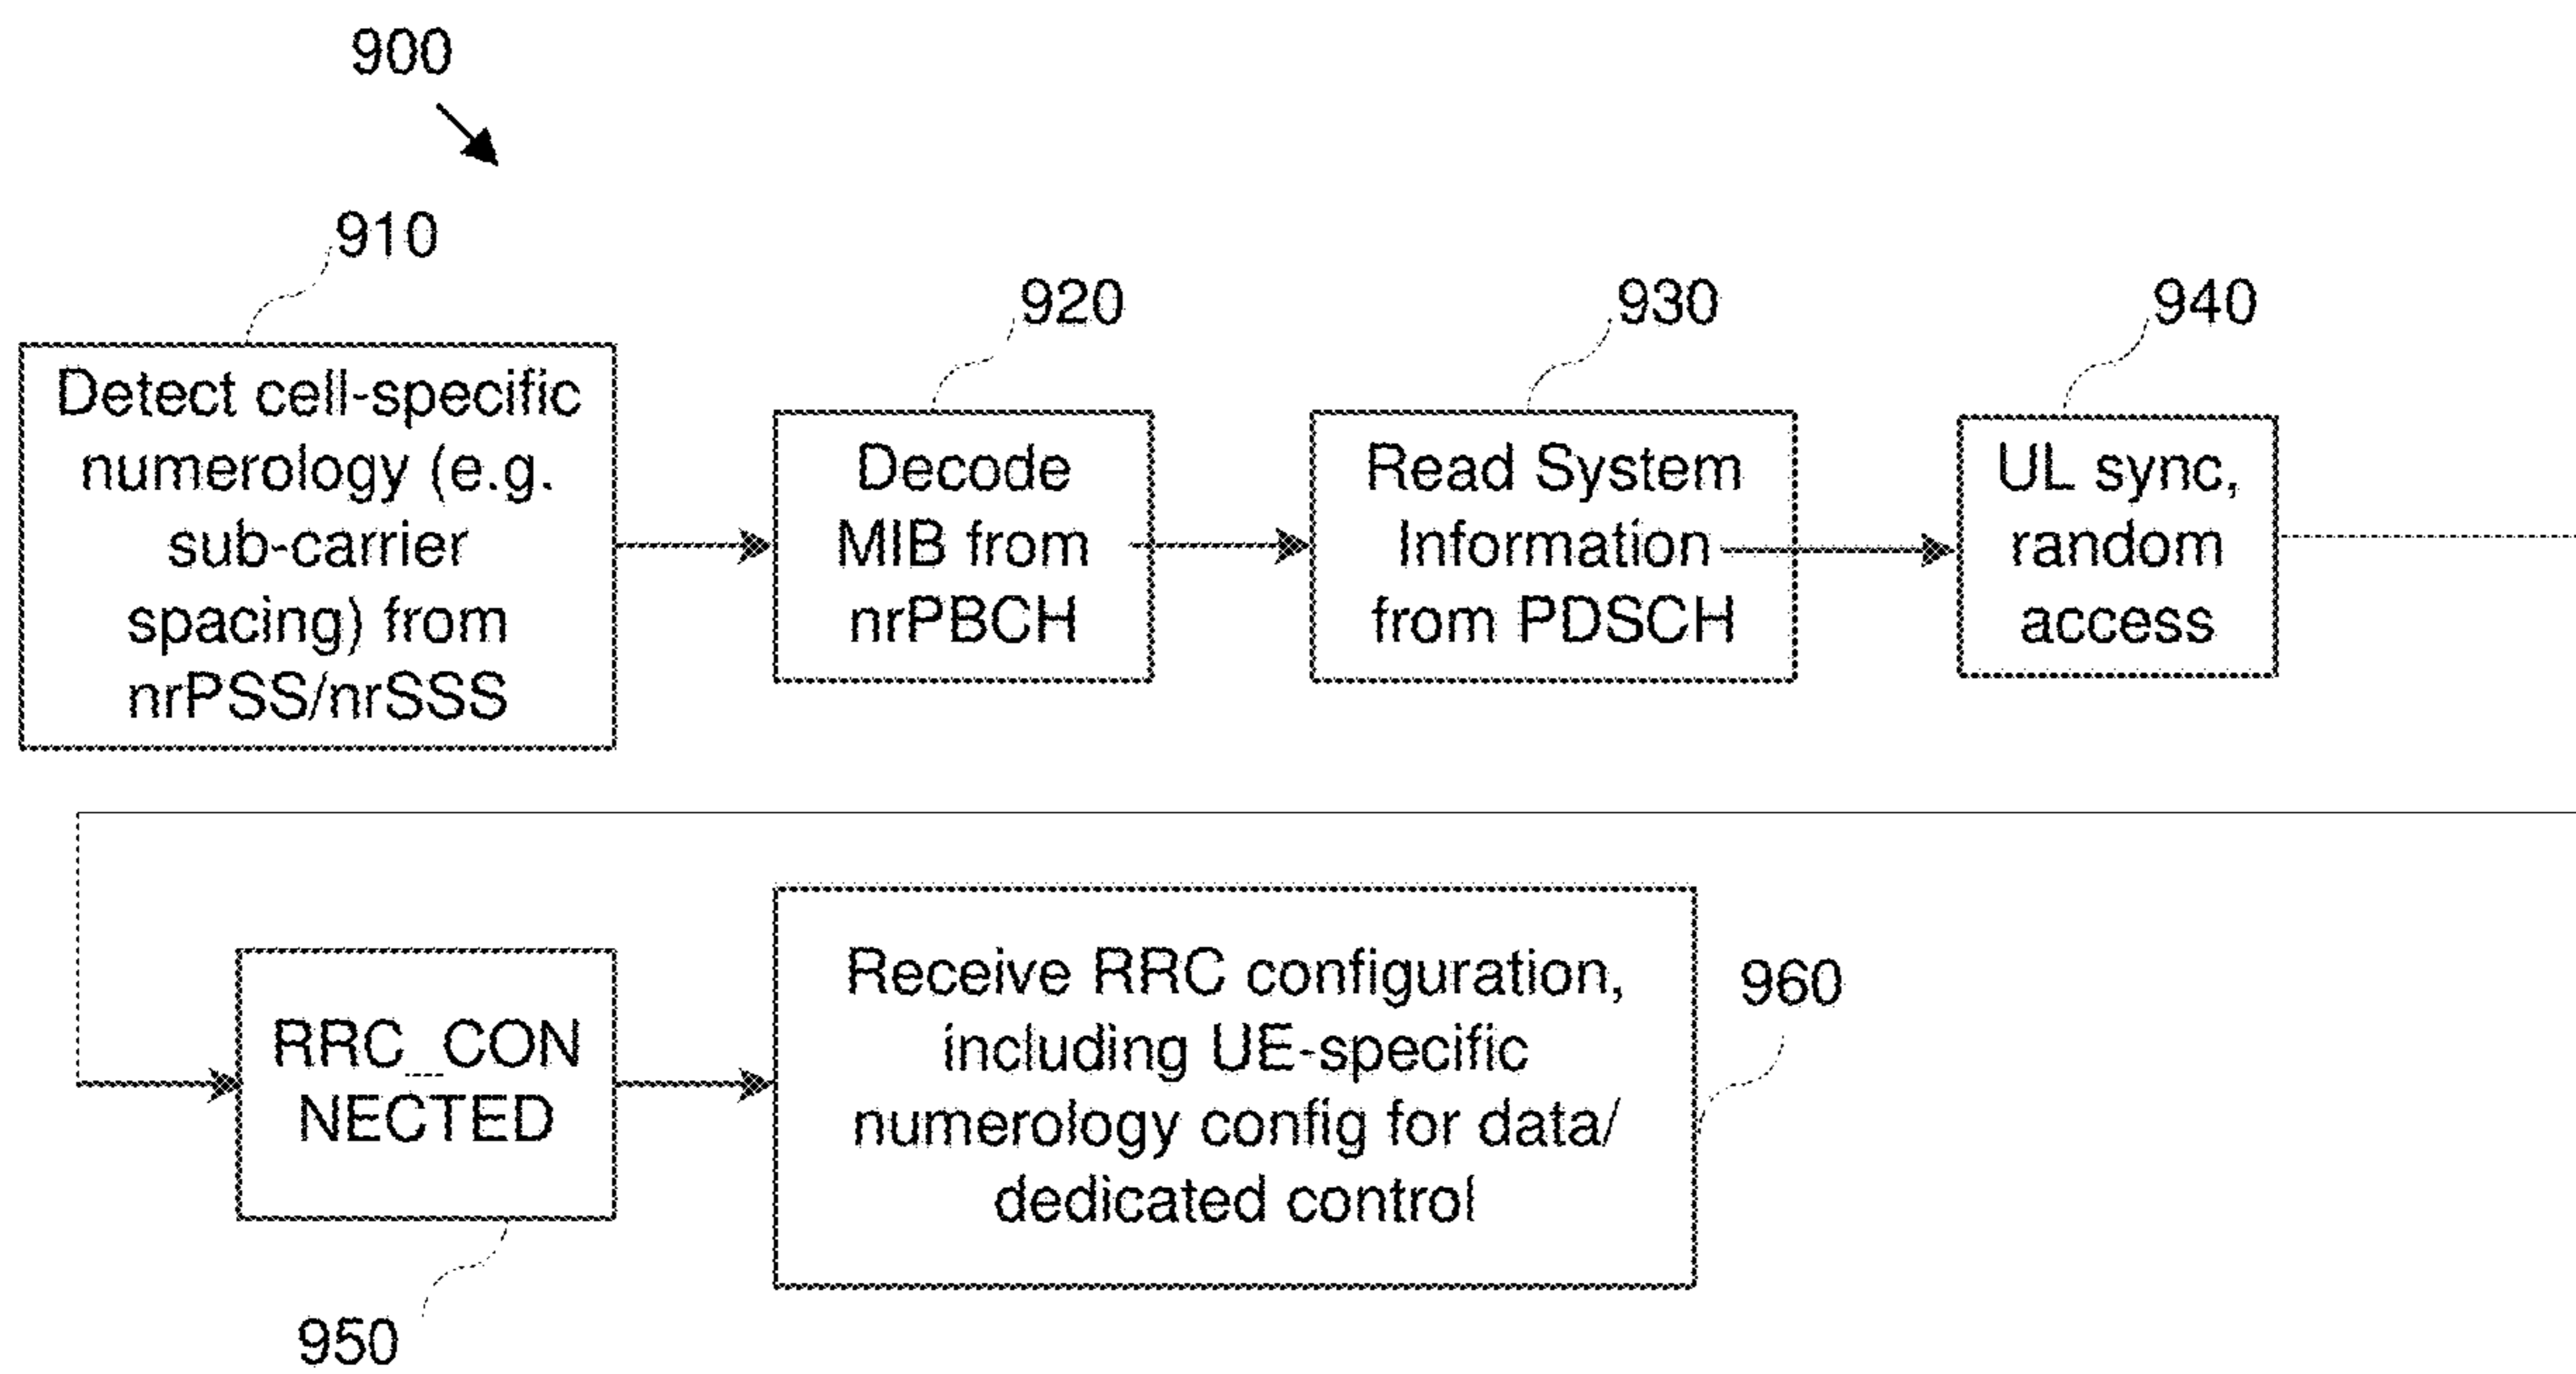 900
910
Detect cell-specific
numerology (e.g.
sub-carrier
spacing) from
nrPSS/nrSSS
920
Decode
MIB from
nrPBCH
930
Read System
Information
from PDSCH
940
UL sync,
random
access
RRC_CON
NECTED
950
Receive RRC configuration,
including UE-specific
numerology config for data/
dedicated control
960